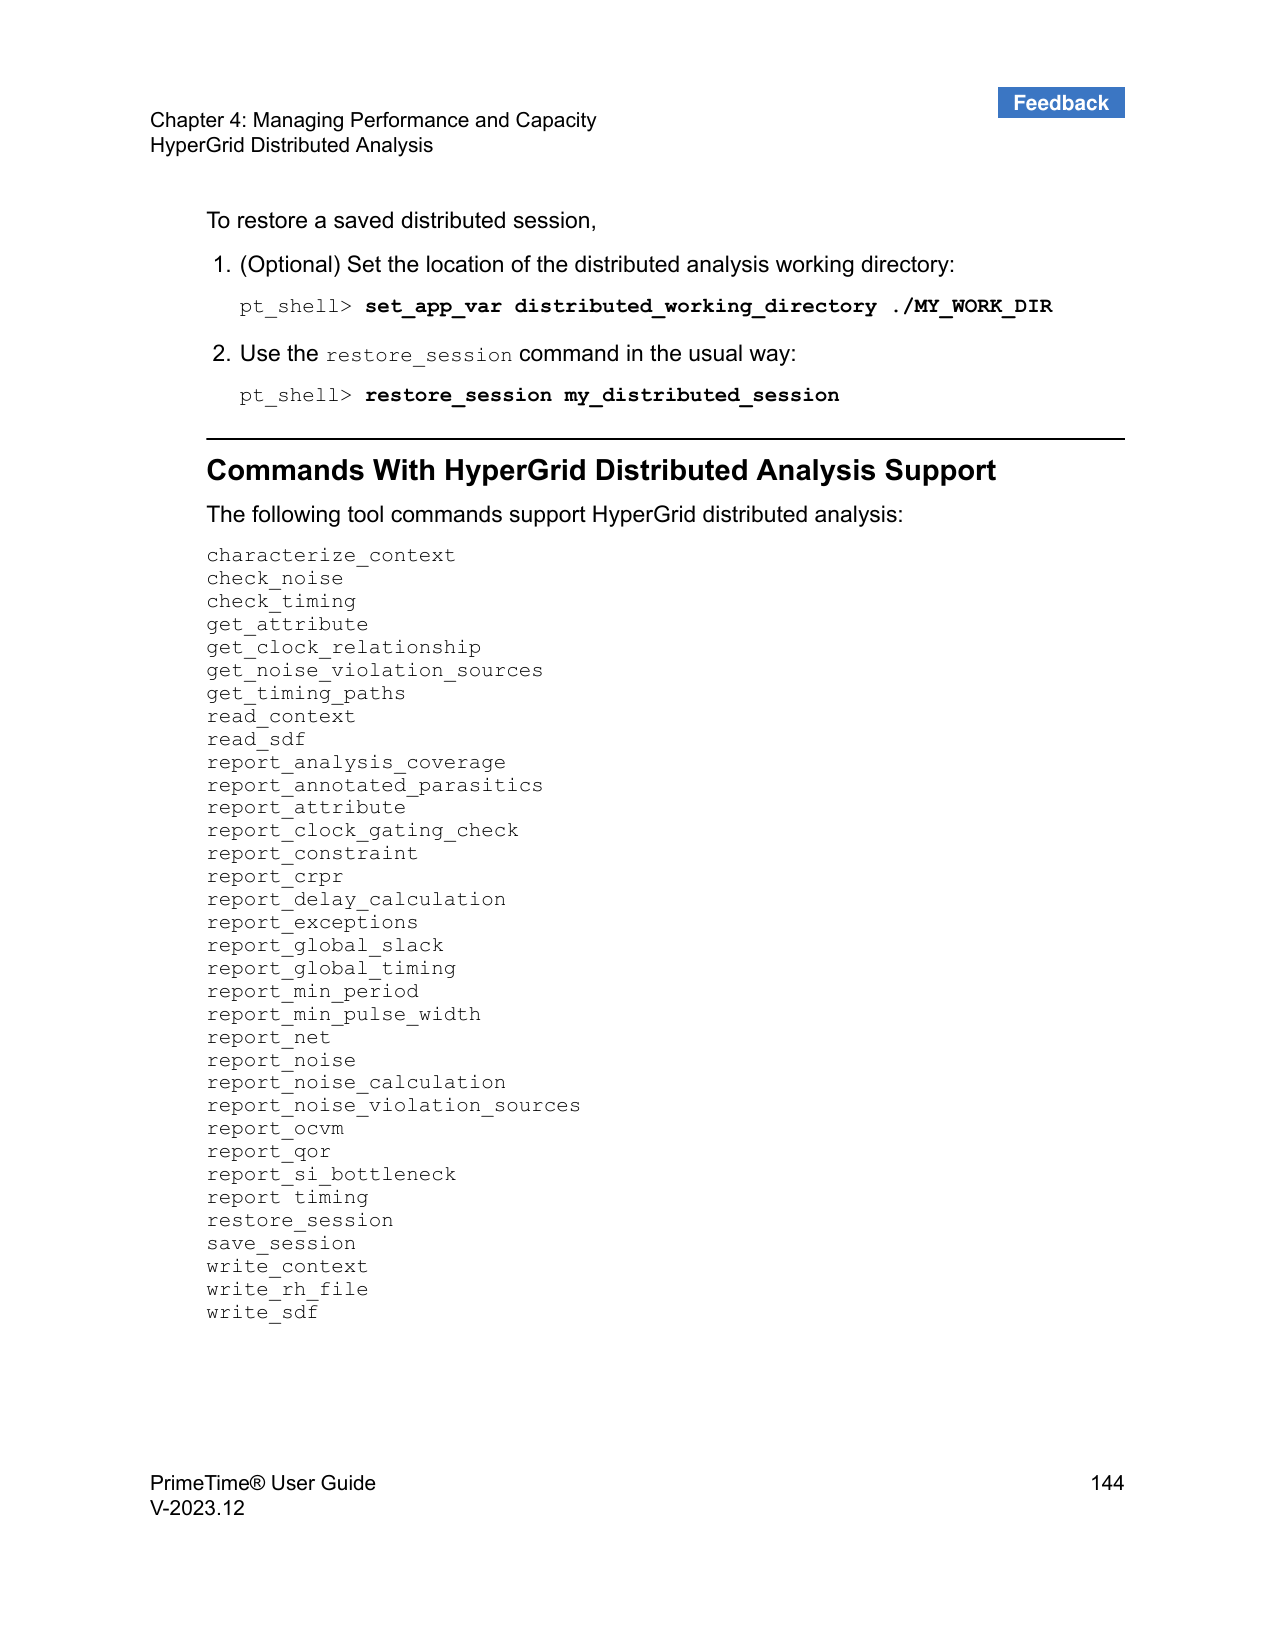 Feedback
Chapter 4: Managing Performance and Capacity
HyperGrid Distributed Analysis
To restore a saved distributed session,
1. (Optional) Set the location of the distributed analysis working directory:
pt_shell> set_app_var distributed_working_directory ./MY_WORK_DIR
2. Use the restore_session command in the usual way:
pt_shell> restore_session my_distributed_session
Commands With HyperGrid Distributed Analysis Support
The following tool commands support HyperGrid distributed analysis:
characterize_context
check_noise
check_timing
get_attribute
get_clock_relationship
get_noise_violation_sources
get_timing_paths
read_context
read_sdf
report_analysis_coverage
report_annotated_parasitics
report_attribute
report_clock_gating_check
report_constraint
report_crpr
report_delay_calculation
report_exceptions
report_global_slack
report_global_timing
report_min_period
report_min_pulse_width
report_net
report_noise
report_noise_calculation
report_noise_violation_sources
report_ocvm
report_qor
report_si_bottleneck
report timing
restore_session
save_session
write_context
write_rh_file
write_sdf
PrimeTime® User Guide 144
V-2023.12